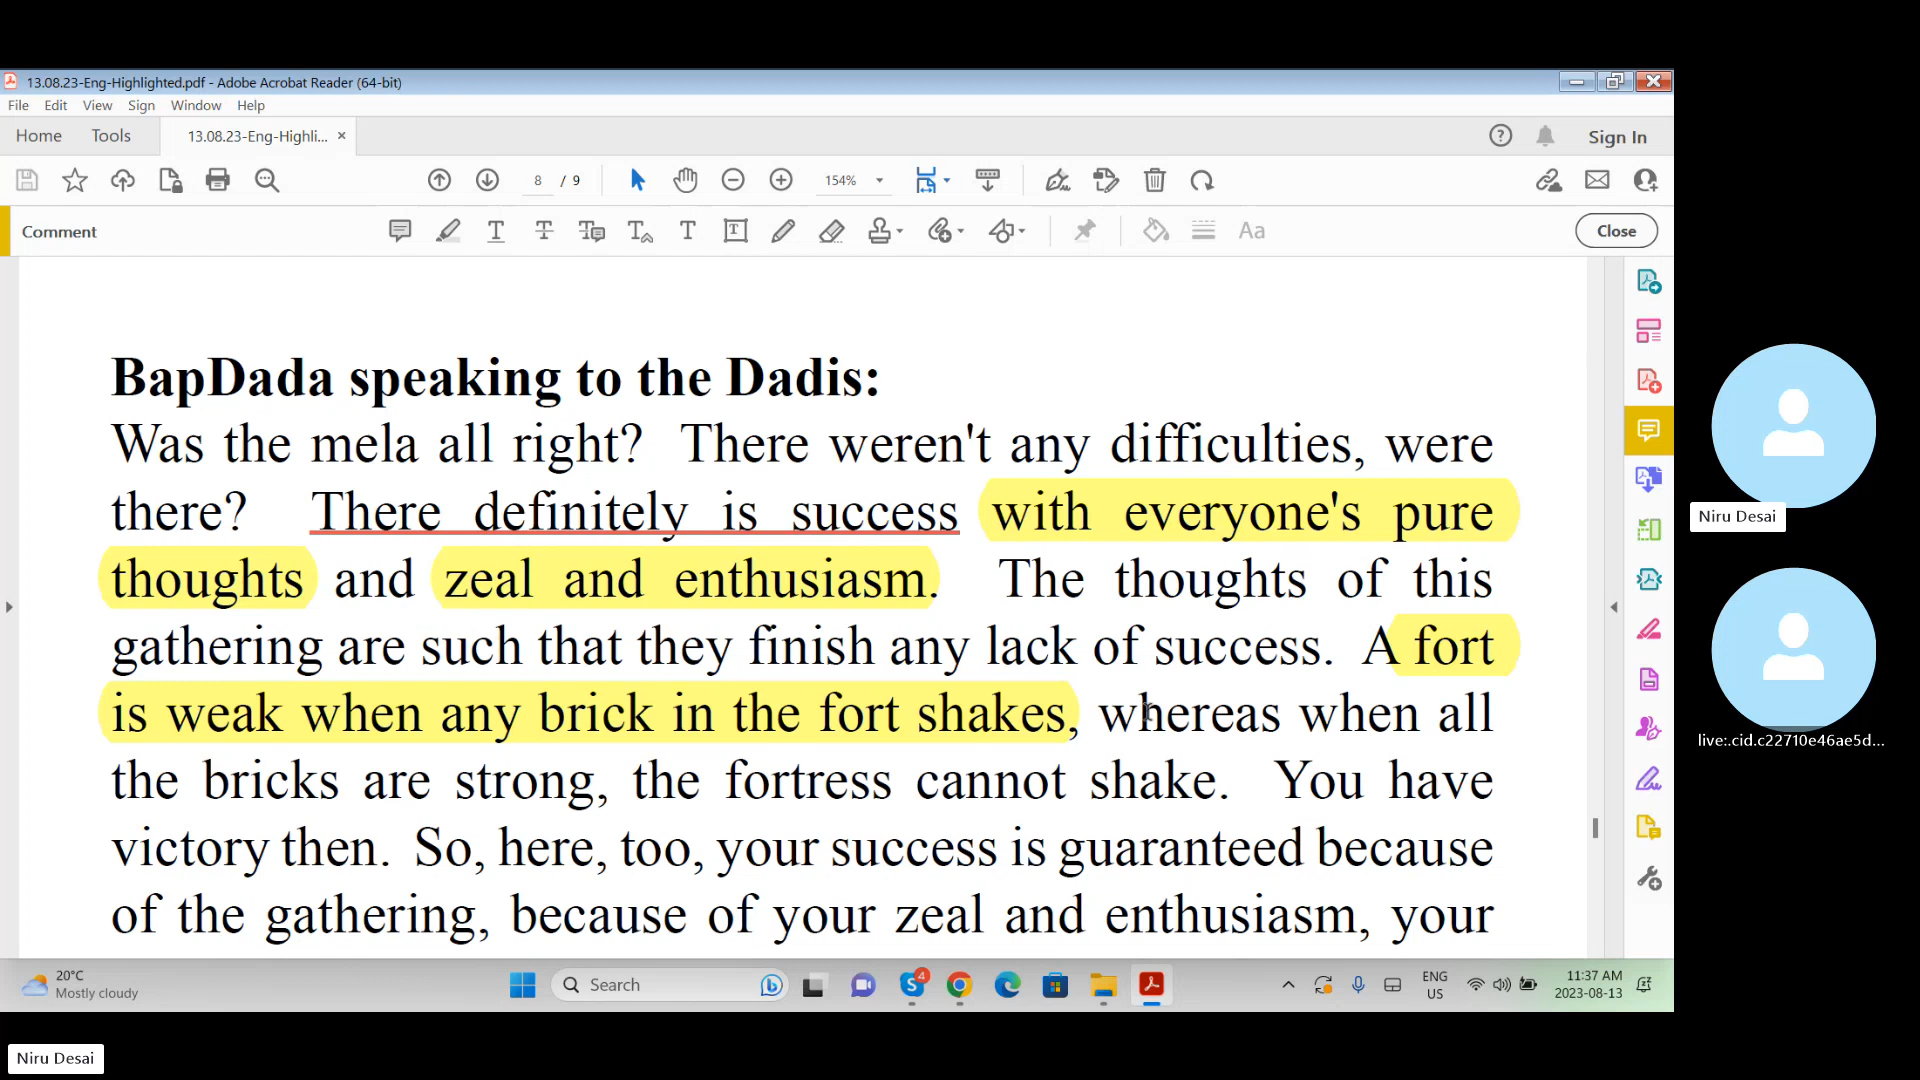 13.08.23-Eng-Highlighted.pdf - Adobe Acrobat Reader (64-bit)
File Edit View Sign Window Help
Home Tools 13.08.23-Eng-Highli... × Sign In
8 / 9 154%
Comment Aa Close
BapDada speaking to the Dadis:
Was the mela all right? There weren't any difficulties, were
there? There definitely is success with everyone's pure
thoughts and zeal and enthusiasm. The thoughts of this
gathering are such that they finish any lack of success. A fort
is weak when any brick in the fort shakes, whereas when all
the bricks are strong, the fortress cannot shake. You have
victory then. So, here, too, your success is guaranteed because
of the gathering, because of your zeal and enthusiasm, your
Niru Desai
live:.cid.c22710e46ae5d...
20°C
Mostly cloudy
Search
4
ENG
US
11:37 AM
2023-08-13
Niru Desai